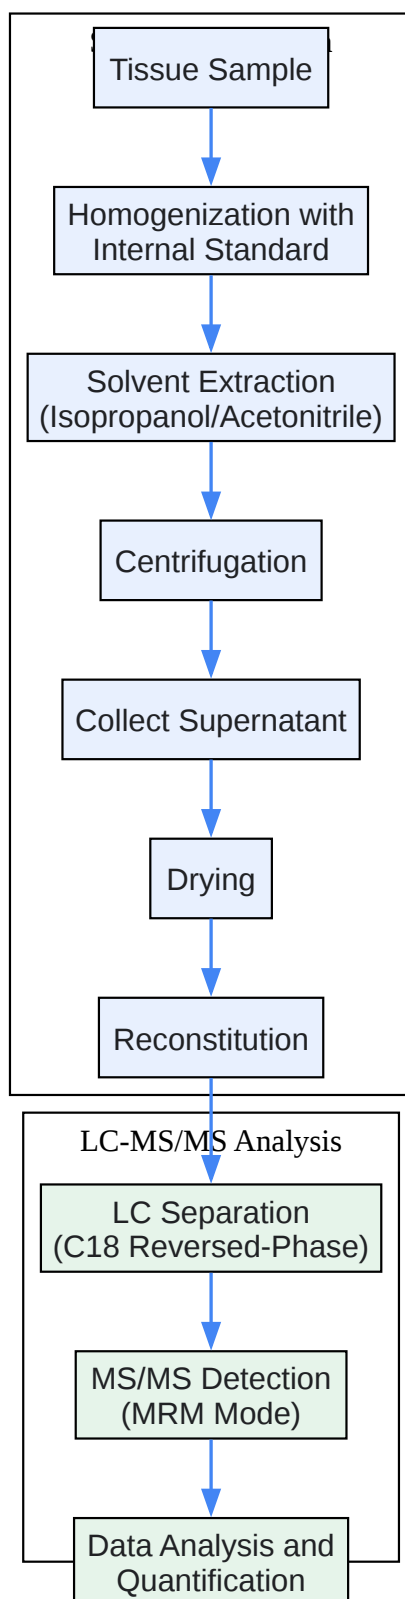 Tissue Sample
Homogenization with
Internal Standard
Solvent Extraction
(Isopropanol/Acetonitrile)
Centrifugation
Collect Supernatant
Drying
Reconstitution
LC-MS/MS Analysis
LC Separation
(C18 Reversed-Phase)
MS/MS Detection
(MRM Mode)
Data Analysis and
Quantification